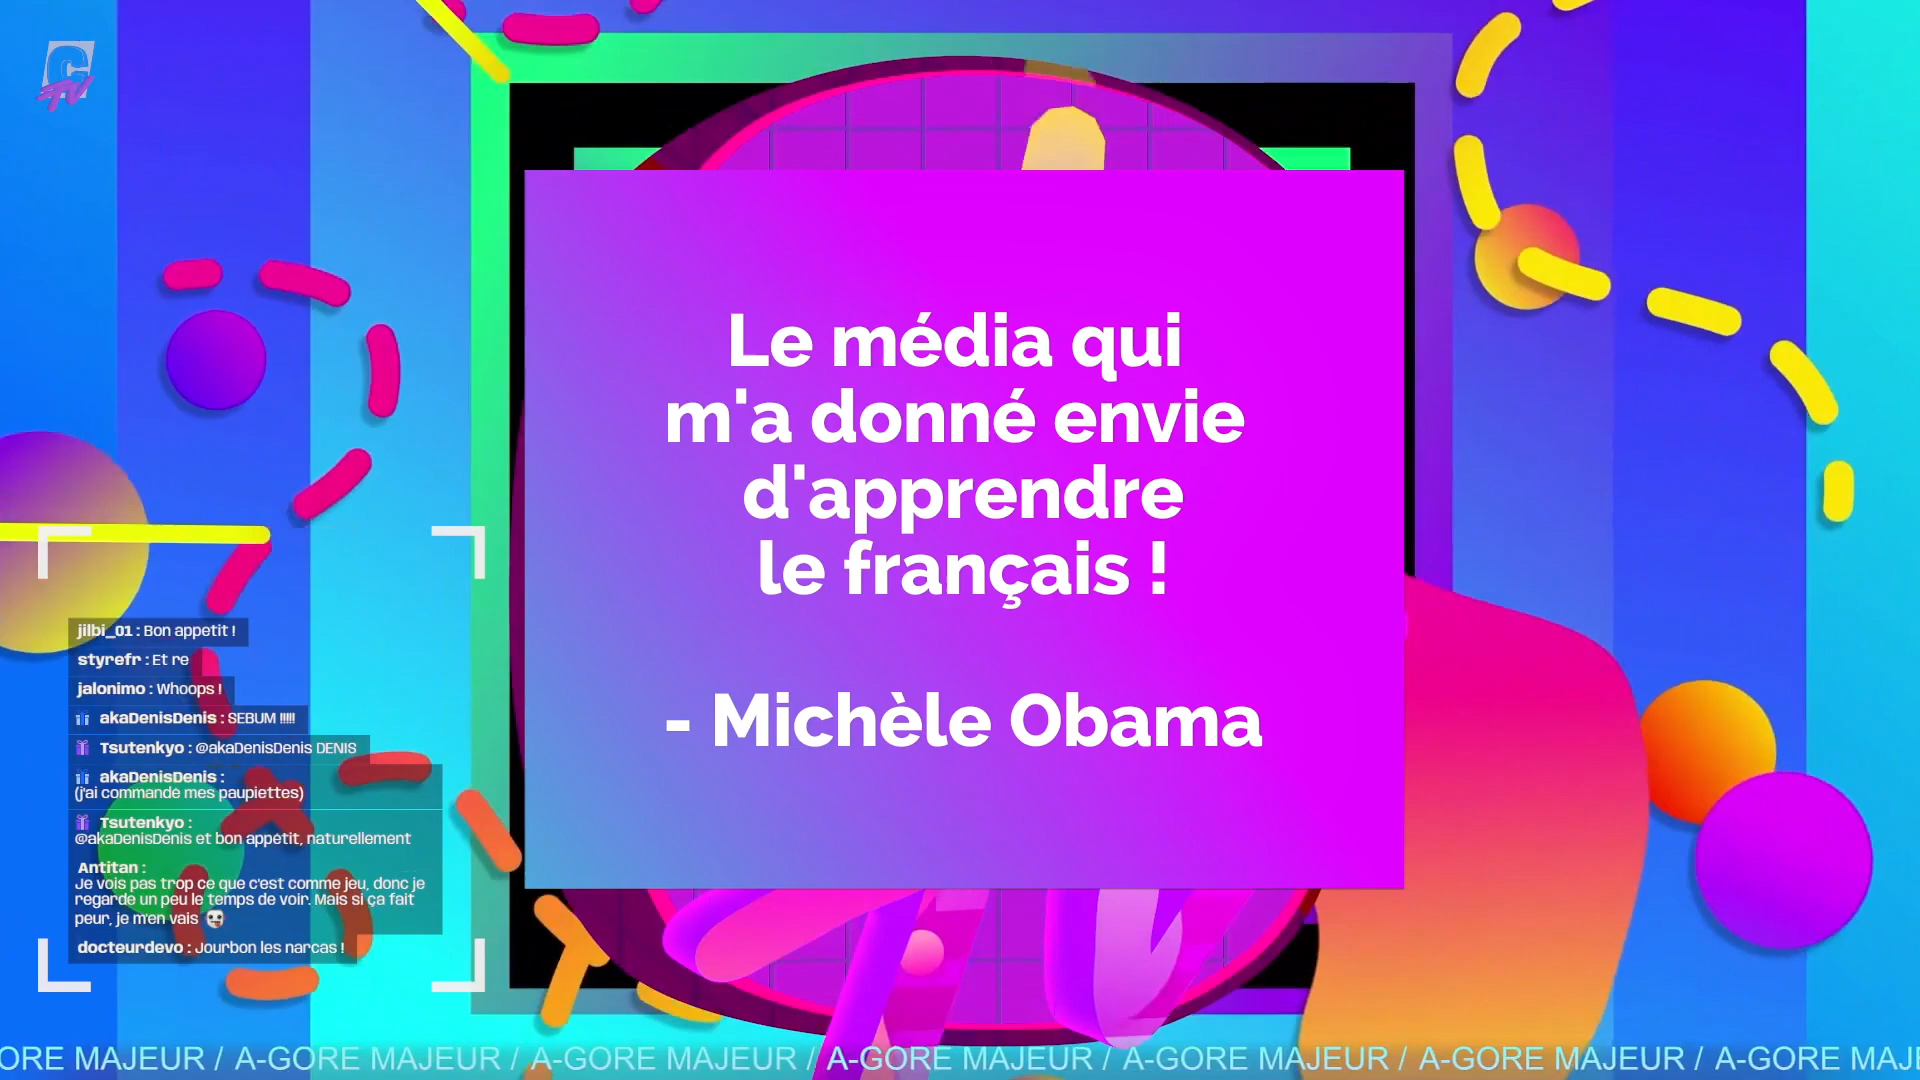 C
TV
Le média qui
m'a donné envie
d'apprendre
le français !
- Michèle Obama
jilbi_01 : Bon appetit !
styrefr : Et re
jalonimo : Whoops !
akaDenisDenis : SEBUM !!!!!
Tsutenkyo : @akaDenisDenis DENIS
akaDenisDenis :
(j'ai commandé mes paupiettes)
Tsutenkyo :
@akaDenisDenis et bon appétit, naturellement
Antitan :
Je vois pas trop ce que c'est comme jeu, donc je
regarde un peu le temps de voir. Mais si ça fait
peur, je m'en vais
docteurdevo : Jourbon les narcas !
ORE MAJEUR / A-GORE MAJEUR / A-GORE MAJEUR / A-GORE MAJEUR / A-GORE MAJEUR / A-GORE MAJEUR / A-GORE MAJE